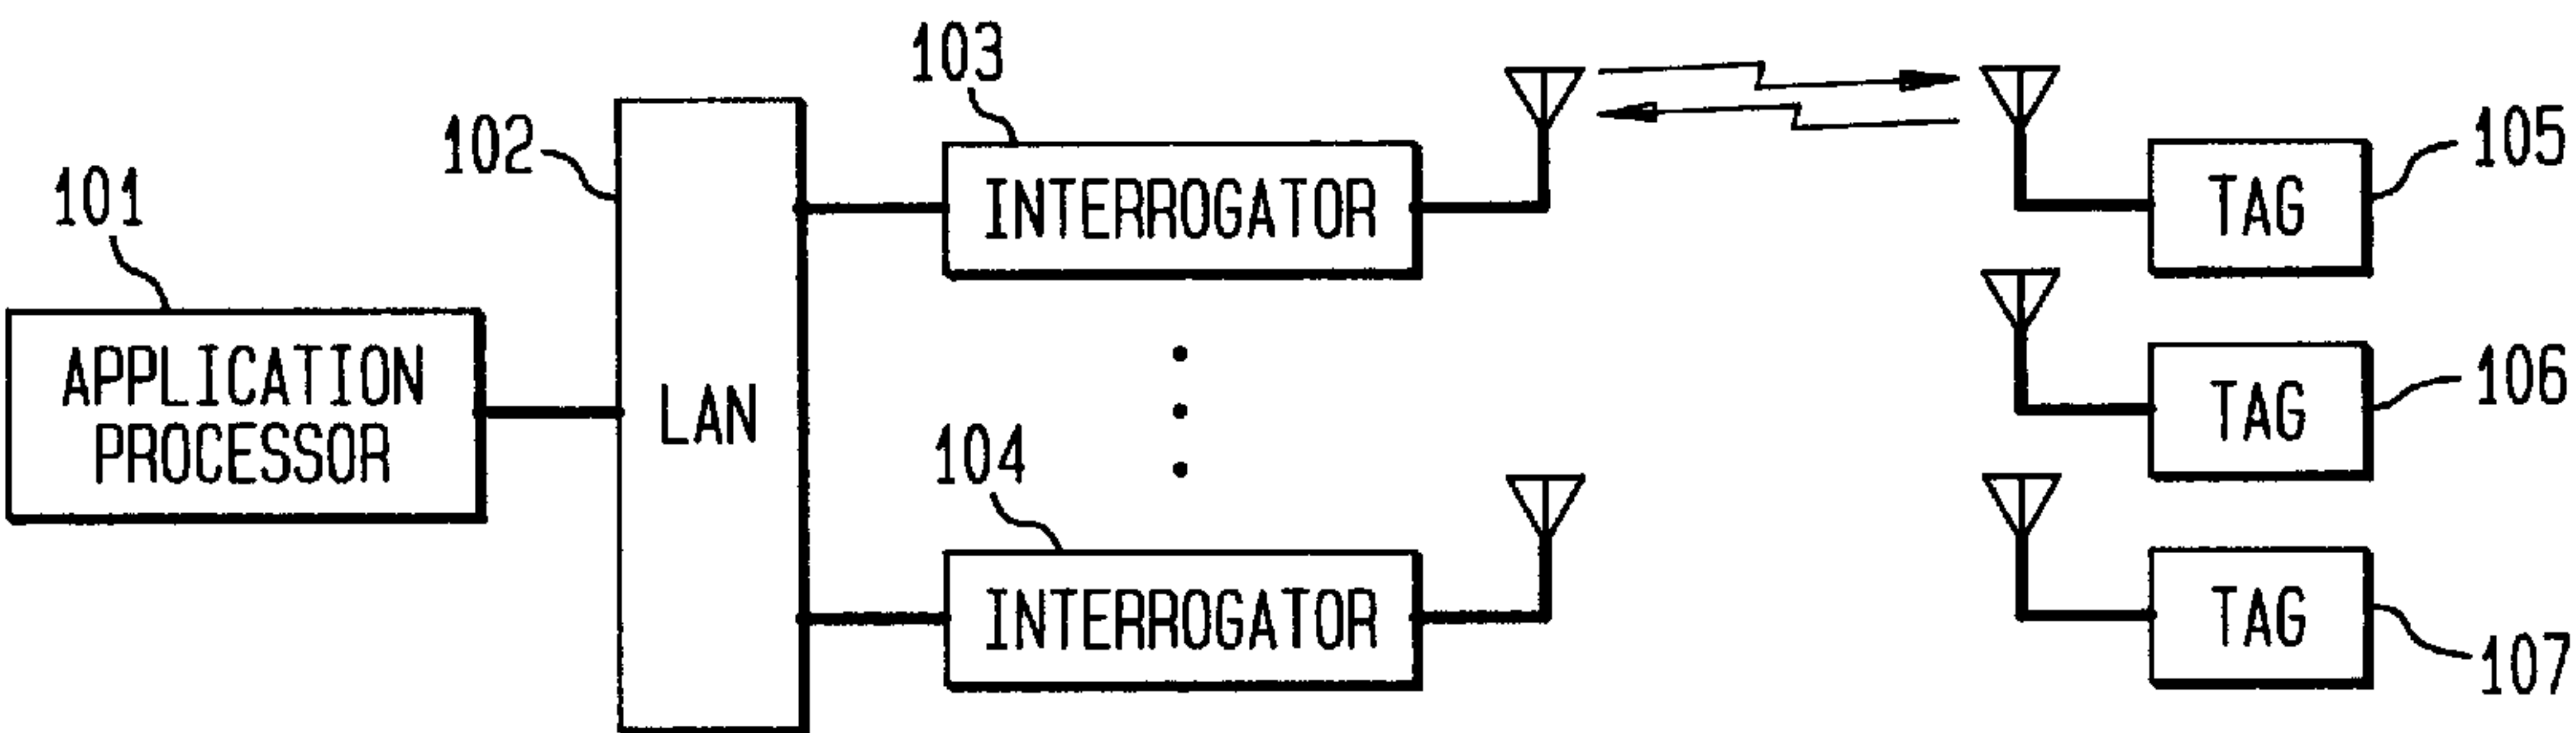 101
APPLICATION
PROCESSOR
102
LAN
103
INTERROGATOR
104
INTERROGATOR
TAG
105
TAG
106
TAG
107